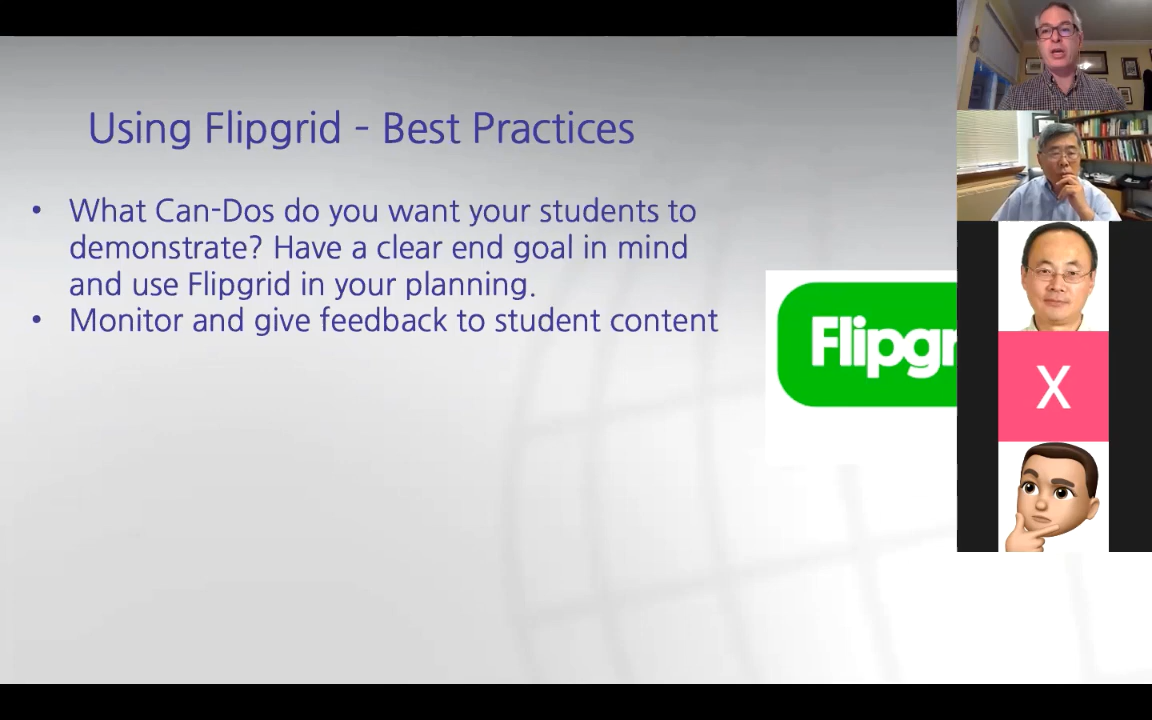 Using Flipgrid - Best Practices
• What Can-Dos do you want your students to
demonstrate? Have a clear end goal in mind
and use Flipgrid in your planning.
• Monitor and give feedback to student content
Flipgr
X